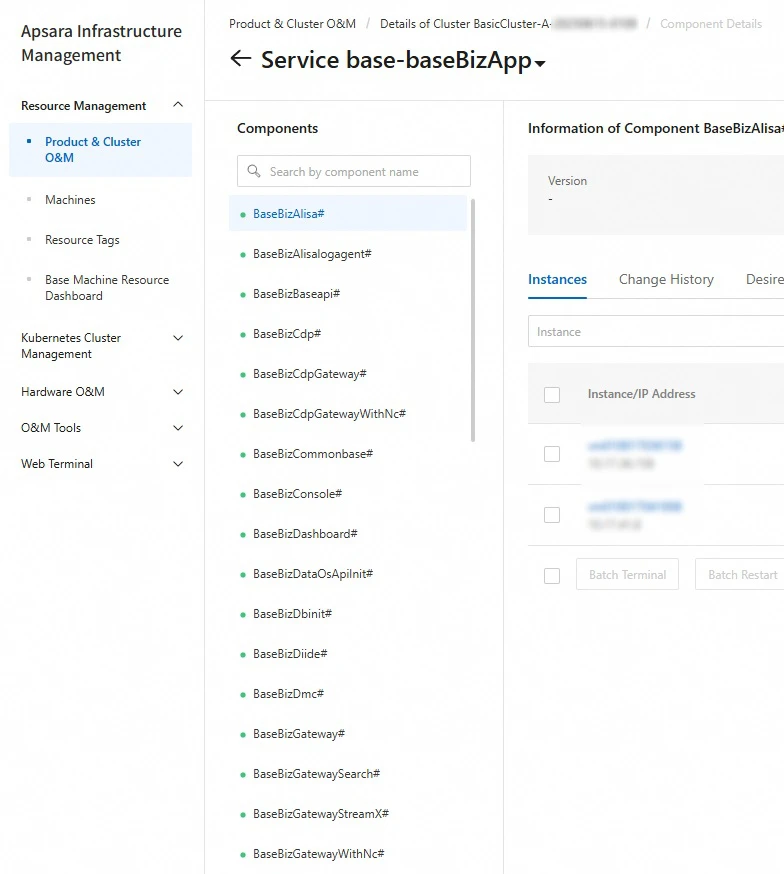 Apsara Infrastructure
Management
Resource Management
Product & Cluster
O&M
Machines
Resource Tags
Base Machine Resource
Dashboard
Kubernetes Cluster
Management
Hardware O&M
O&M Tools
Web Terminal
Product & Cluster O&M / Details of Cluster BasicCluster-A- / Component Details
Service base-baseBizApp
Components
Search by component name
BaseBizAlisa#
BaseBizAlisalogagent#
BaseBizBaseapi#
BaseBizCdp#
BaseBizCdpGateway#
BaseBizCdpGatewayWithNc#
BaseBizCommonbase#
BaseBizConsole#
BaseBizDashboard#
BaseBizDataOsApiInit#
BaseBizDbinit#
BaseBizDiide#
BaseBizDmc#
BaseBizGateway#
BaseBizGatewaySearch#
BaseBizGatewayStreamX#
BaseBizGatewayWithNc#
Information of Component BaseBizAlisa#
Version
-
Instances Change History Desire
Instance
Instance/IP Address
Batch Terminal Batch Restart